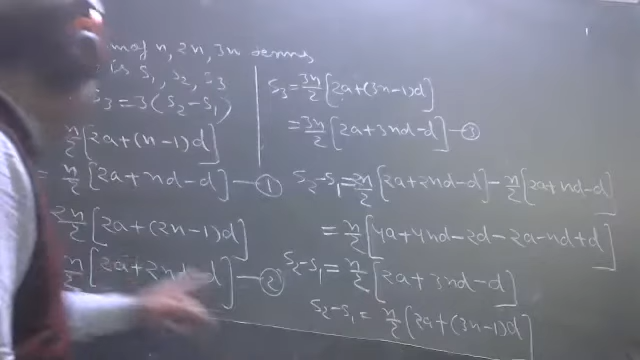 m of n, 2n, 3n terms
is S₁, S₂, S₃
S₃ = 3(S₂-S₁)
n/2 [2a+(n-1)d]
= n/2 [2a+nd-d] — ①
2n/2 [2a+(2n-1)d]
n/2 [2a+2nd-d] — ②
S₃ = 3n/2 [2a+(3n-1)d]
= 3n/2 [2a+3nd-d] — ③
S₂-S₁ = 2n/2 [2a+2nd-d] - n/2 [2a+nd-d]
= n/2 [4a+4nd-2d-2a-nd+d]
S₂-S₁ = n/2 [2a+3nd-d]
S₂-S₁ = n/2 [2a+(3n-1)d]